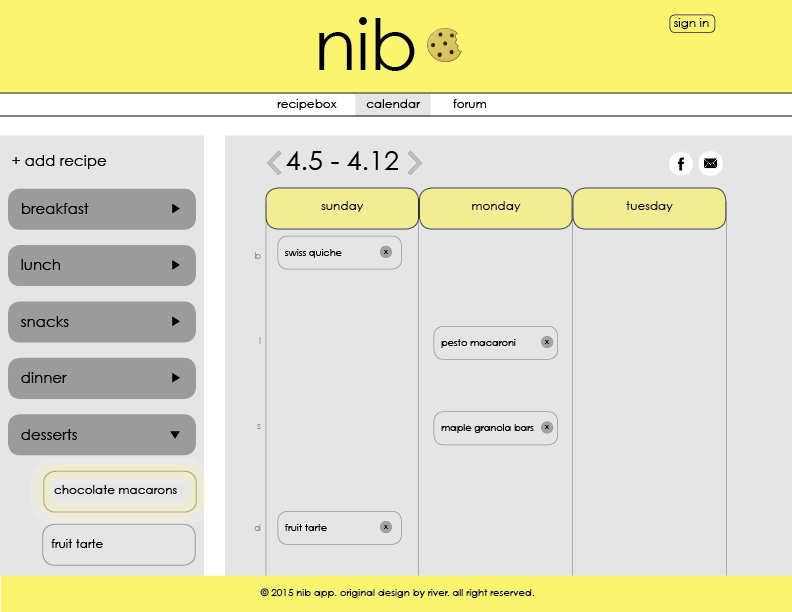 nib
sign in
recipebox
calendar
forum
+ add recipe
breakfast
lunch
snacks
dinner
desserts
chocolate macarons
fruit tarte
4.5 - 4.12
f
sunday
monday
tuesday
b
swiss quiche x
l
pesto macaroni x
s
maple granola bars x
d
fruit tarte x
© 2015 nib app. original design by river. all right reserved.